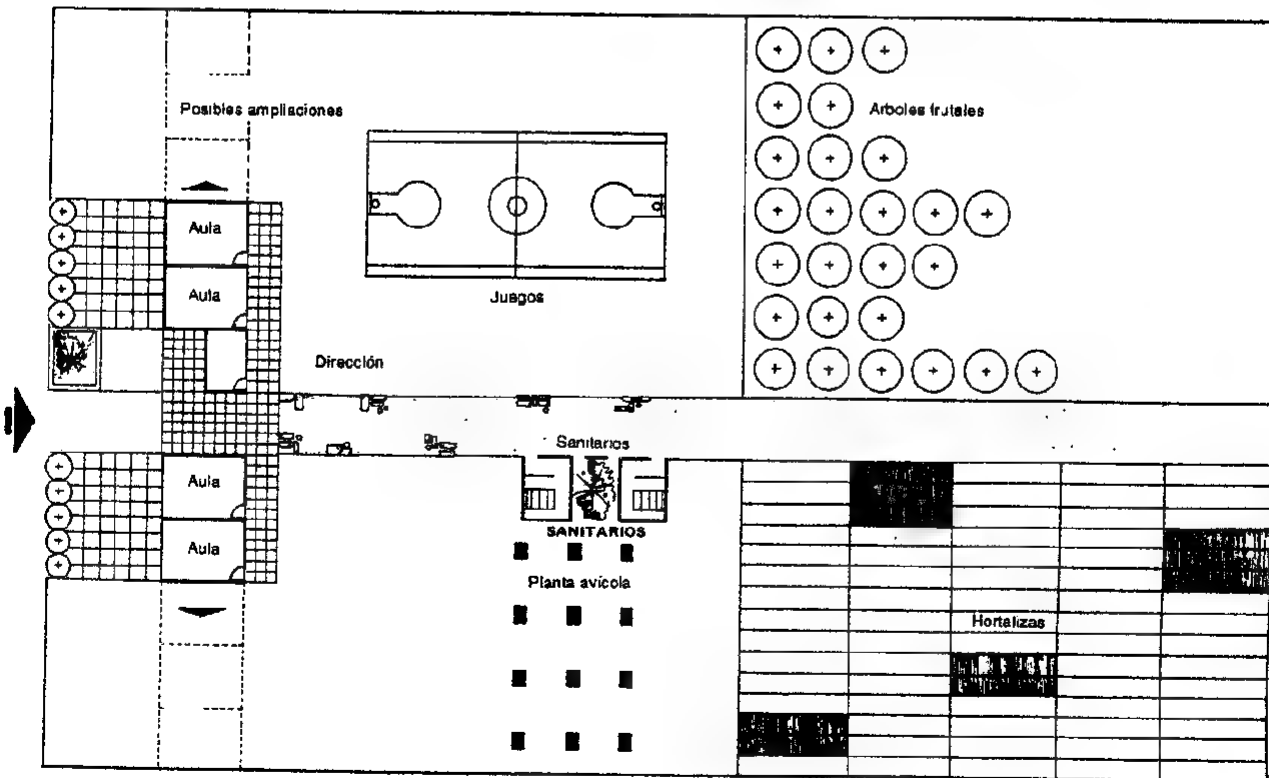 Posibles ampliaciones
Arboles frutales
Aula
Aula
Juegos
Dirección
Sanitarios
Aula
SANITARIOS
Aula
Planta avícola
Hortalizas